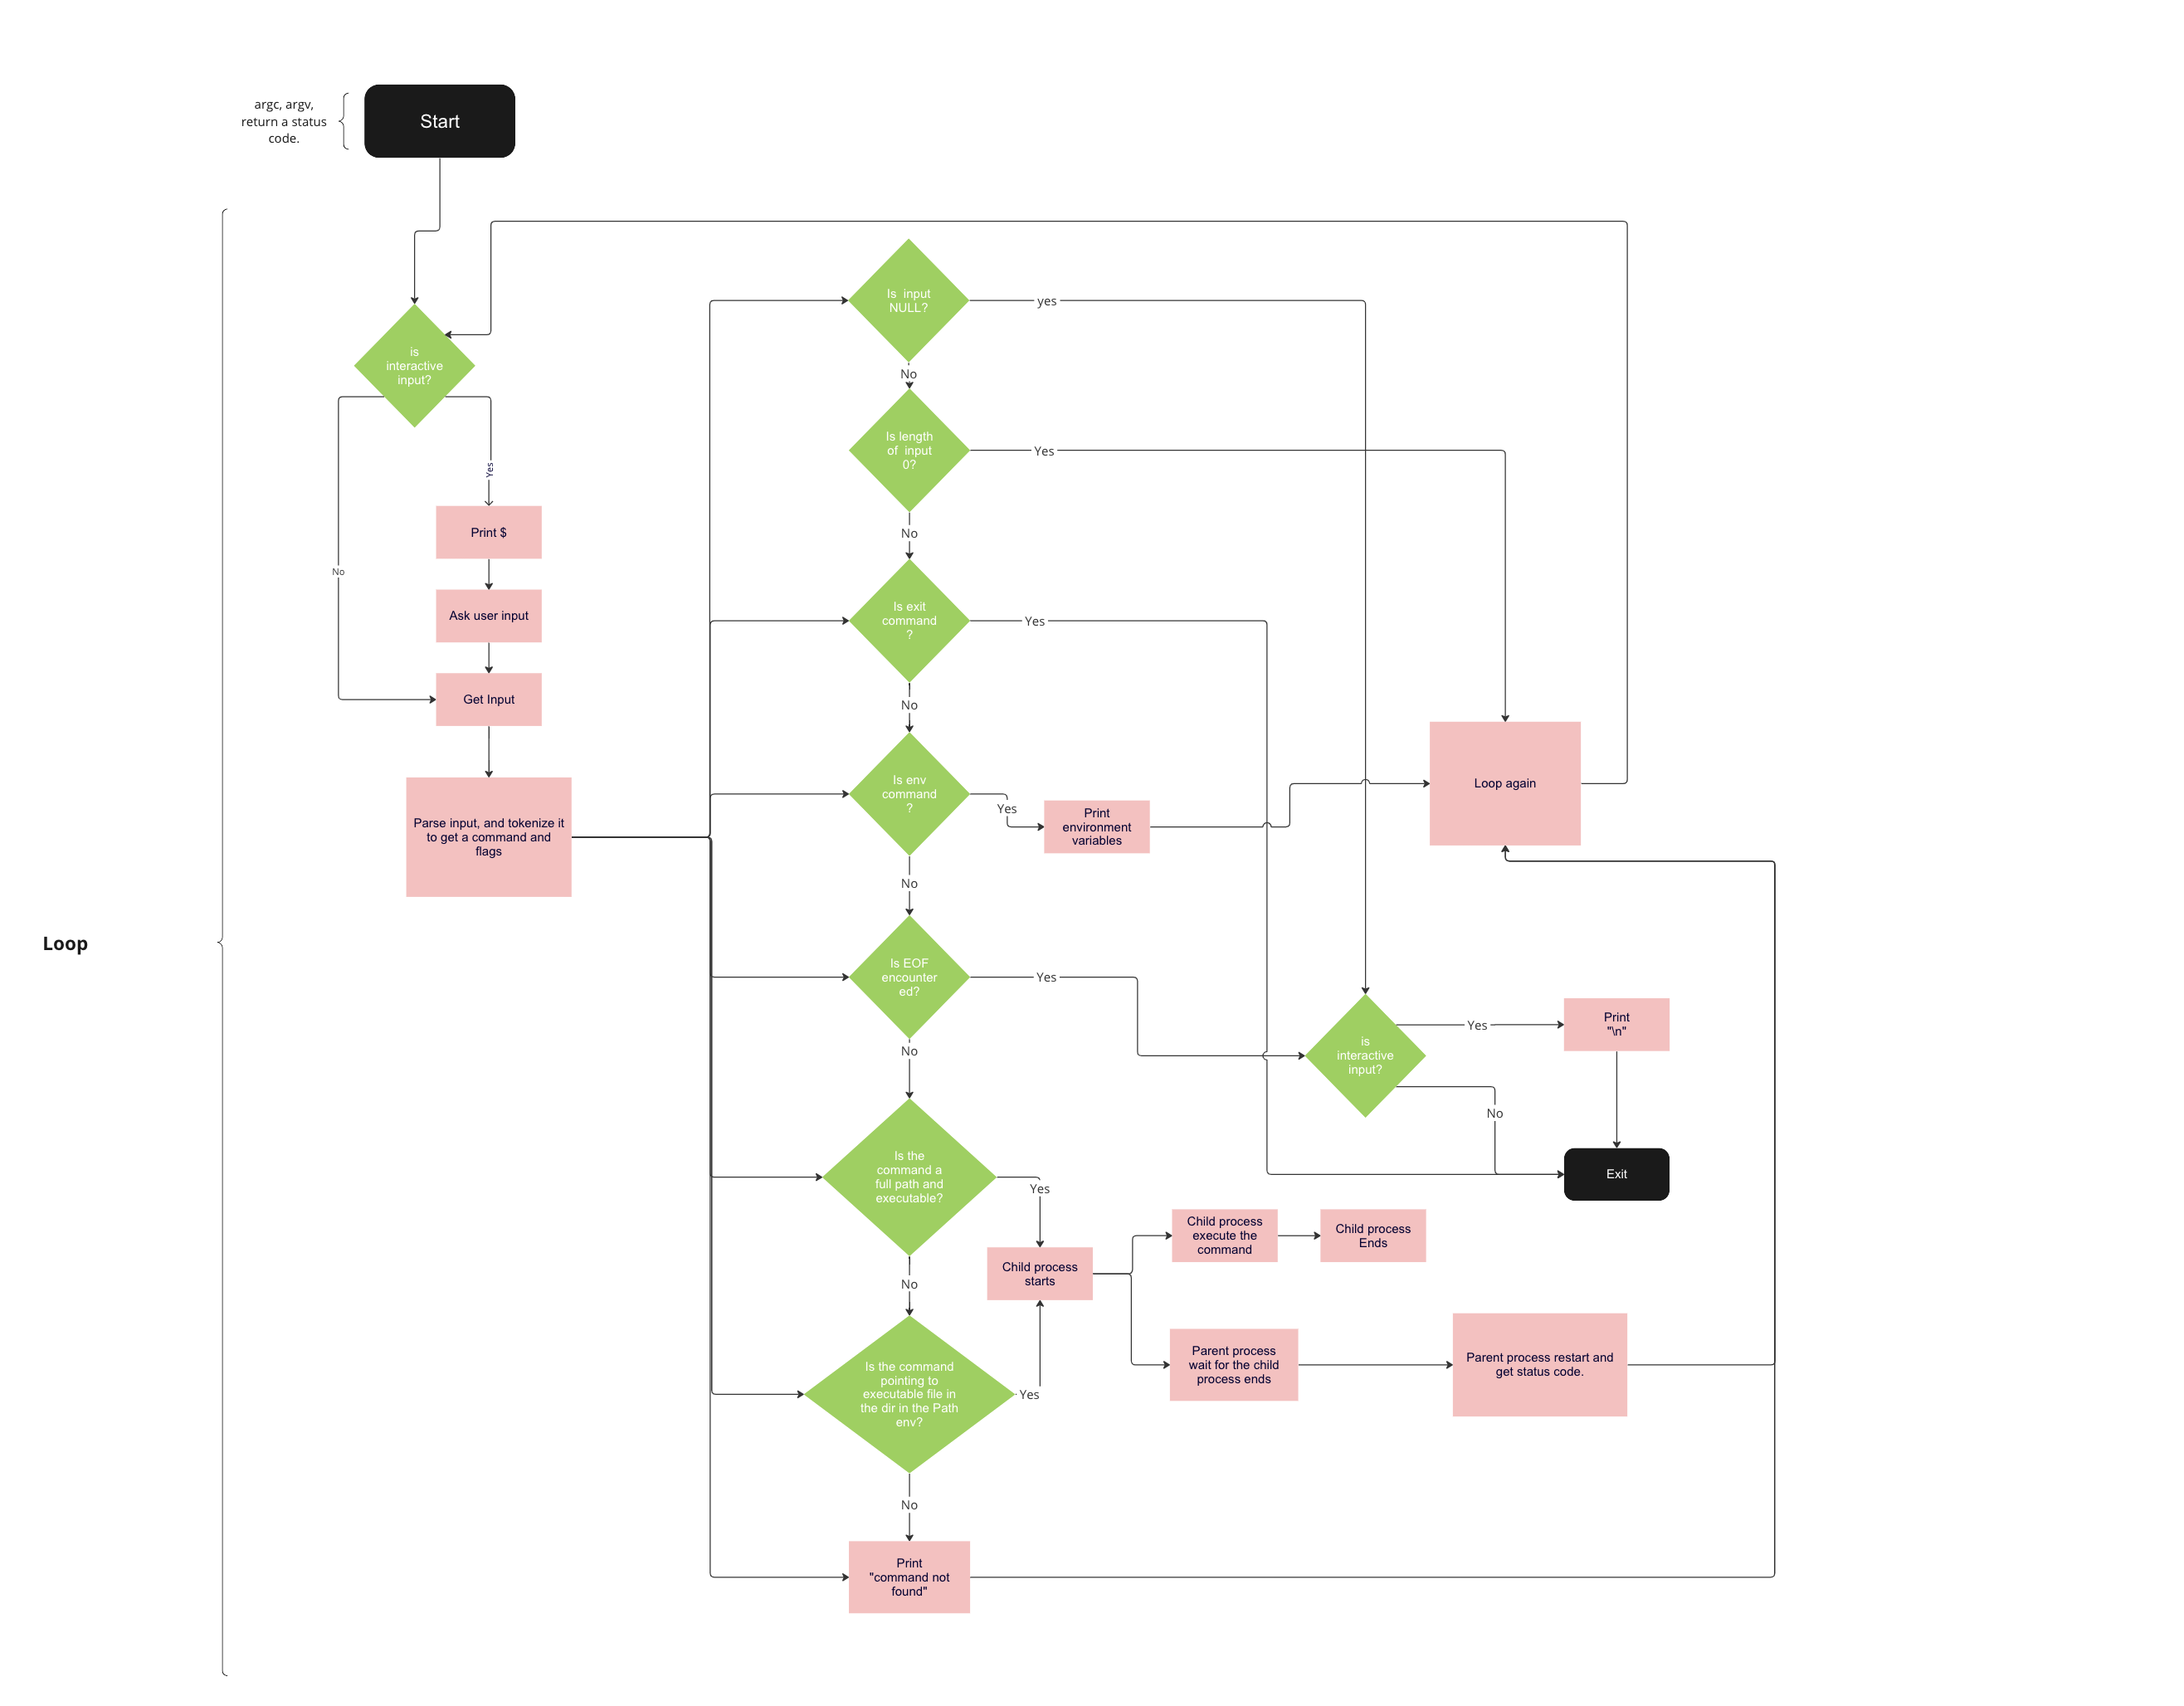 argc, argv,
return a status
code.
Start
is
interactive
input?
Yes
No
Print $
Ask user input
Get Input
Parse input, and tokenize it
to get a command and
flags
Loop
Is input
NULL?
yes
No
Is length
of input
0?
Yes
No
Is exit
command
?
Yes
No
Is env
command
?
Yes
Print
environment
variables
No
Loop again
Is EOF
encounter
ed?
Yes
No
is
interactive
input?
Yes
Print
"\n"
No
Exit
Is the
command a
full path and
executable?
Yes
No
Child process
starts
Child process
execute the
command
Child process
Ends
Parent process
wait for the child
process ends
Parent process restart and
get status code.
Is the command
pointing to
executable file in
the dir in the Path
env?
Yes
No
Print
"command not
found"